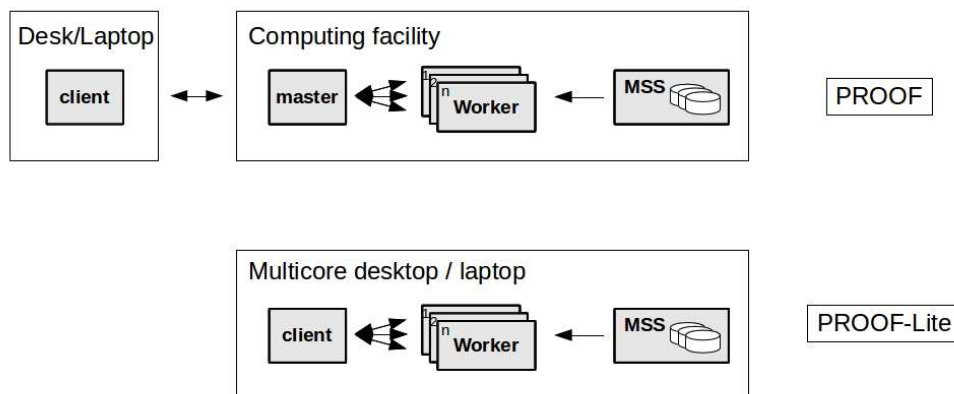 Desk/Laptop
client
Computing facility
master
1
2
n
Worker
MSS
PROOF
Multicore desktop / laptop
client
1
2
n
Worker
MSS
PROOF-Lite